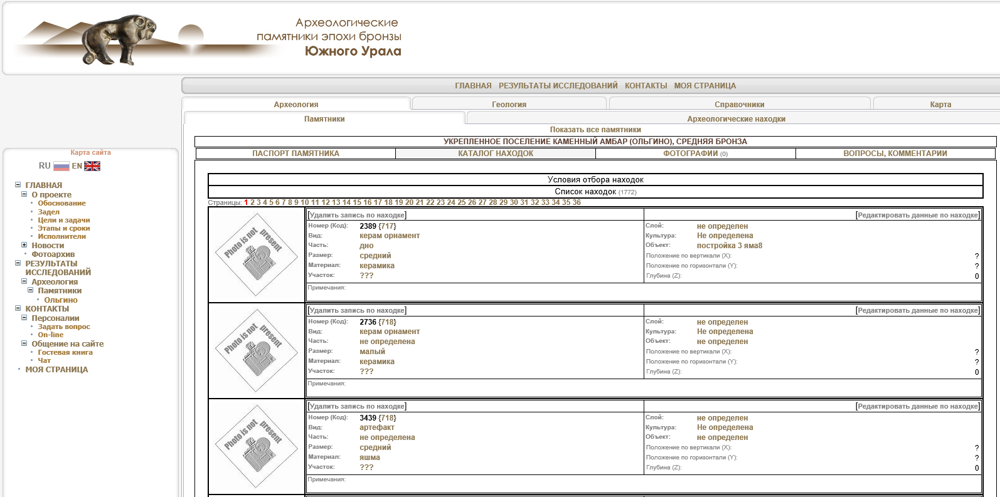 Археологические
памятники эпохи бронзы
Южного Урала
ГЛАВНАЯ РЕЗУЛЬТАТЫ ИССЛЕДОВАНИЙ КОНТАКТЫ МОЯ СТРАНИЦА
Археология Геология Справочники Карта
Памятники Археологические находки
Показать все памятники
УКРЕПЛЕННОЕ ПОСЕЛЕНИЕ КАМЕННЫЙ АМБАР (ОЛЬГИНО), СРЕДНЯЯ БРОНЗА
ПАСПОРТ ПАМЯТНИКА КАТАЛОГ НАХОДОК ФОТОГРАФИИ (0) ВОПРОСЫ, КОММЕНТАРИИ
Карта сайта
RU EN
ГЛАВНАЯ
О проекте
Обоснование
Задел
Цели и задачи
Этапы и сроки
Исполнители
Новости
Фотоархив
РЕЗУЛЬТАТЫ
ИССЛЕДОВАНИЙ
Археология
Памятники
Ольгино
КОНТАКТЫ
Персоналии
Задать вопрос
On-line
Общение на сайте
Гостевая книга
Чат
МОЯ СТРАНИЦА
Условия отбора находок
Список находок (1772)
Страницы: 1 2 3 4 5 6 7 8 9 10 11 12 13 14 15 16 17 18 19 20 21 22 23 24 25 26 27 28 29 30 31 32 33 34 35 36
Photo is not present
[Удалить запись по находке] [Редактировать данные по находке]
Номер (Код): 2389 {717} Слой: не определен
Вид: керам орнамент Культура: Не определена
Часть: дно Объект: постройка 3 яма8
Размер: средний Положение по вертикали (X): ?
Материал: керамика Положение по горизонтали (Y): ?
Участок: ??? Глубина (Z): 0
Примечания:
Photo is not present
[Удалить запись по находке] [Редактировать данные по находке]
Номер (Код): 2736 {718} Слой: не определен
Вид: керам орнамент Культура: Не определена
Часть: не определена Объект: не определен
Размер: малый Положение по вертикали (X): ?
Материал: керамика Положение по горизонтали (Y): ?
Участок: ??? Глубина (Z): 0
Примечания:
Photo is not present
[Удалить запись по находке] [Редактировать данные по находке]
Номер (Код): 3439 {718} Слой: не определен
Вид: артефакт Культура: Не определена
Часть: не определена Объект: не определен
Размер: средний Положение по вертикали (X): ?
Материал: яшма Положение по горизонтали (Y): ?
Участок: ??? Глубина (Z): 0
Примечания: